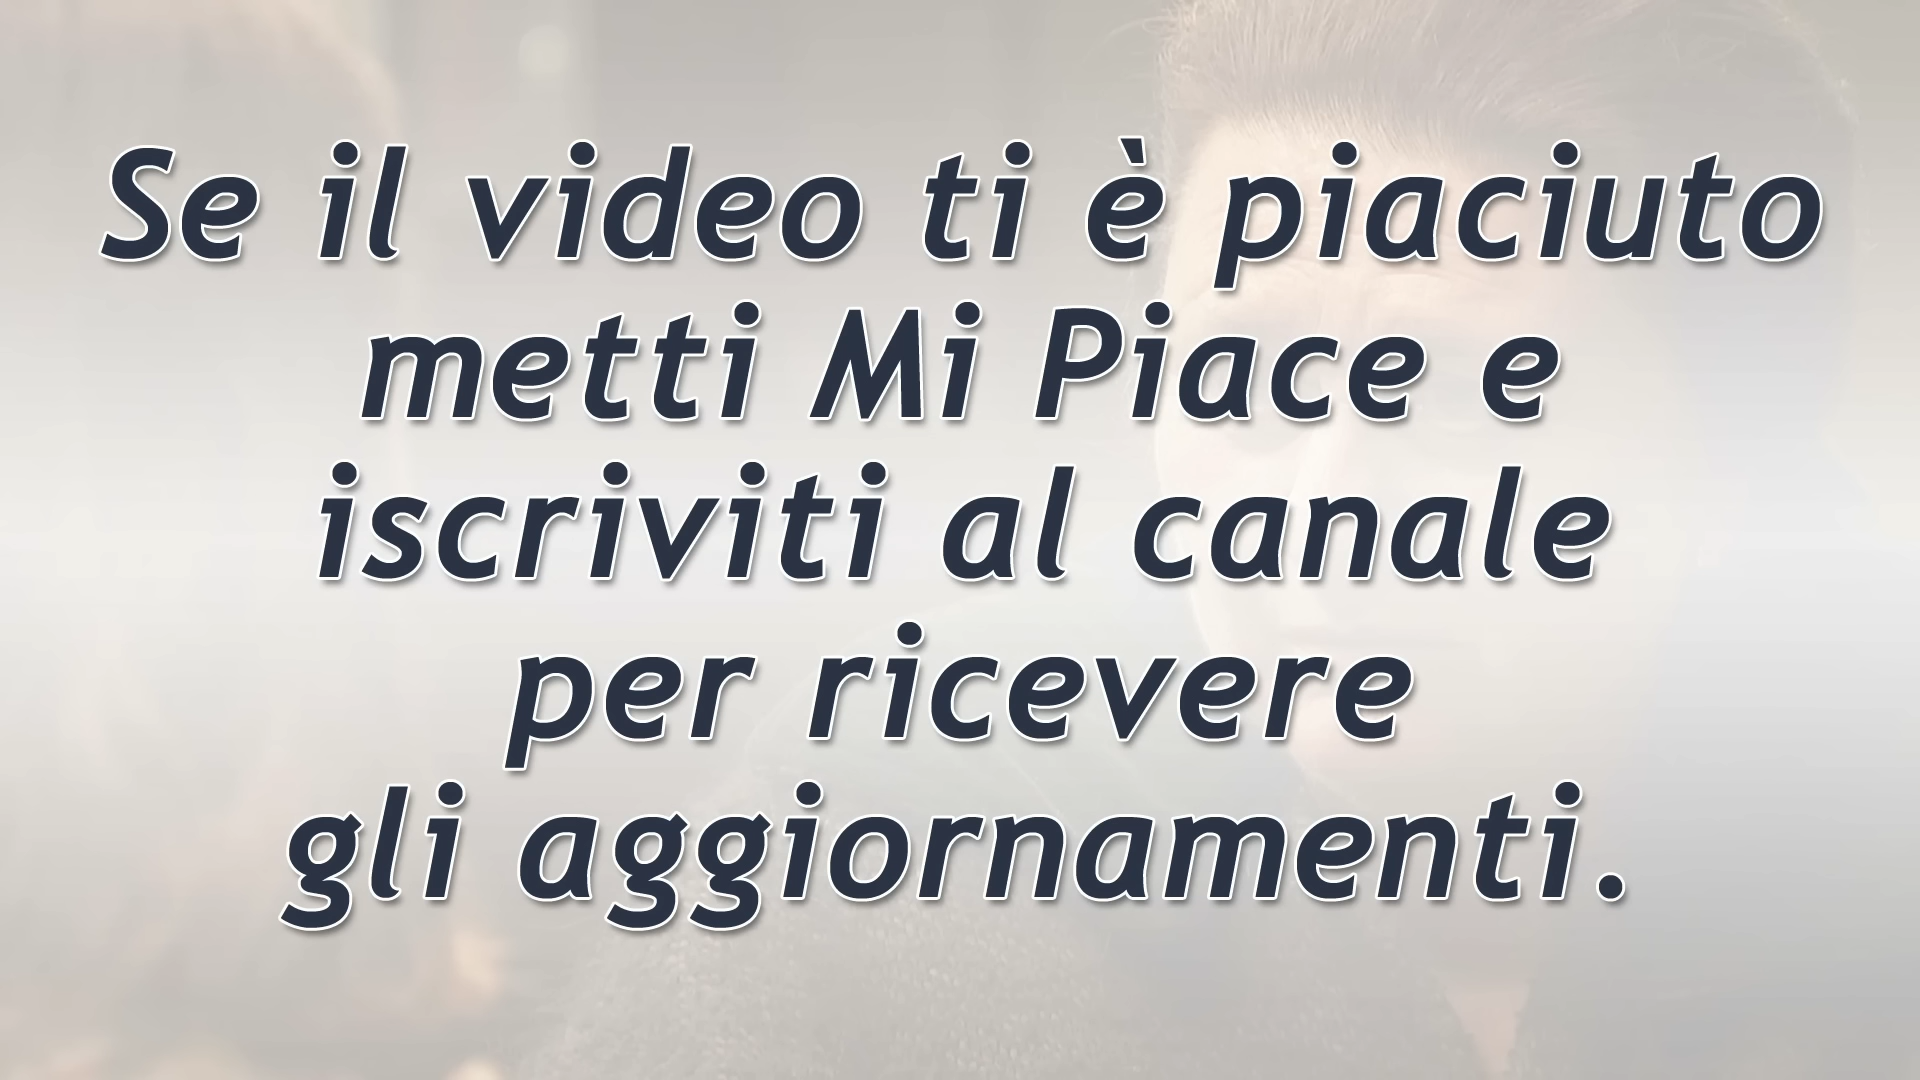 Se il video ti è piaciuto
metti Mi Piace e
iscriviti al canale
per ricevere
gli aggiornamenti.